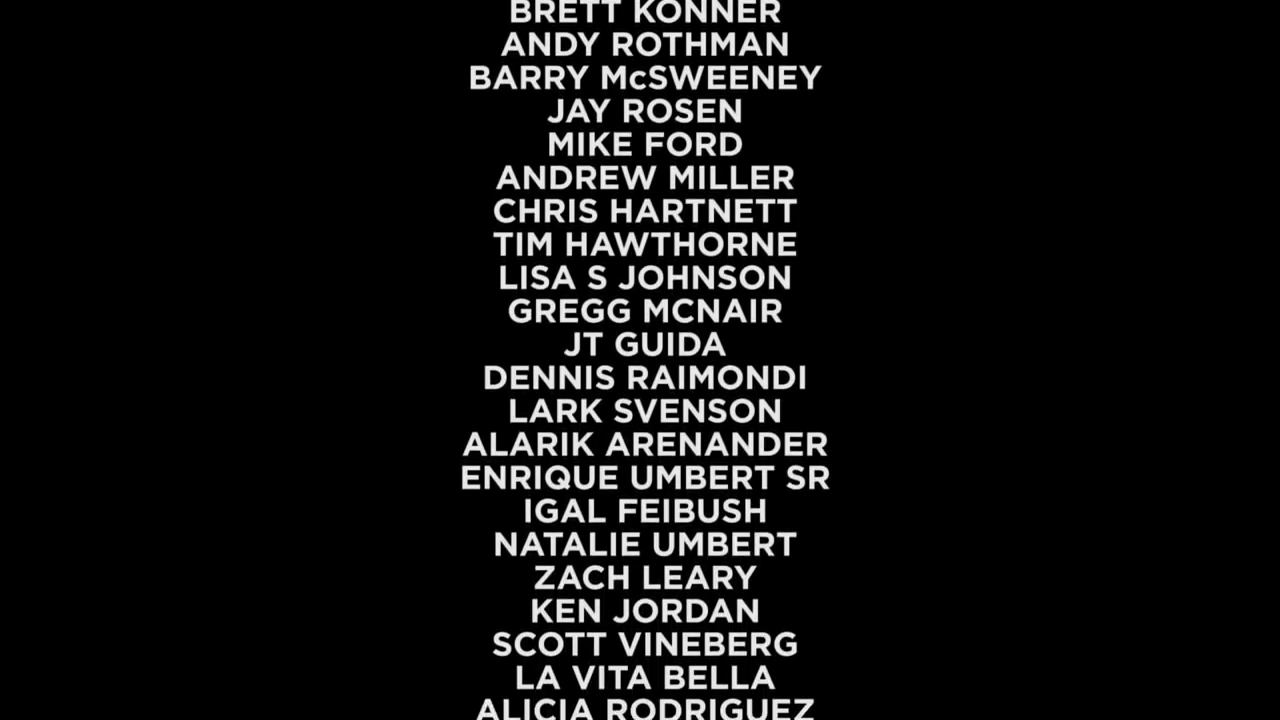 BRETT KONNER
ANDY ROTHMAN
BARRY McSWEENEY
JAY ROSEN
MIKE FORD
ANDREW MILLER
CHRIS HARTNETT
TIM HAWTHORNE
LISA S JOHNSON
GREGG MCNAIR
JT GUIDA
DENNIS RAIMONDI
LARK SVENSON
ALARIK ARENANDER
ENRIQUE UMBERT SR
IGAL FEIBUSH
NATALIE UMBERT
ZACH LEARY
KEN JORDAN
SCOTT VINEBERG
LA VITA BELLA
ALICIA RODRIGUEZ